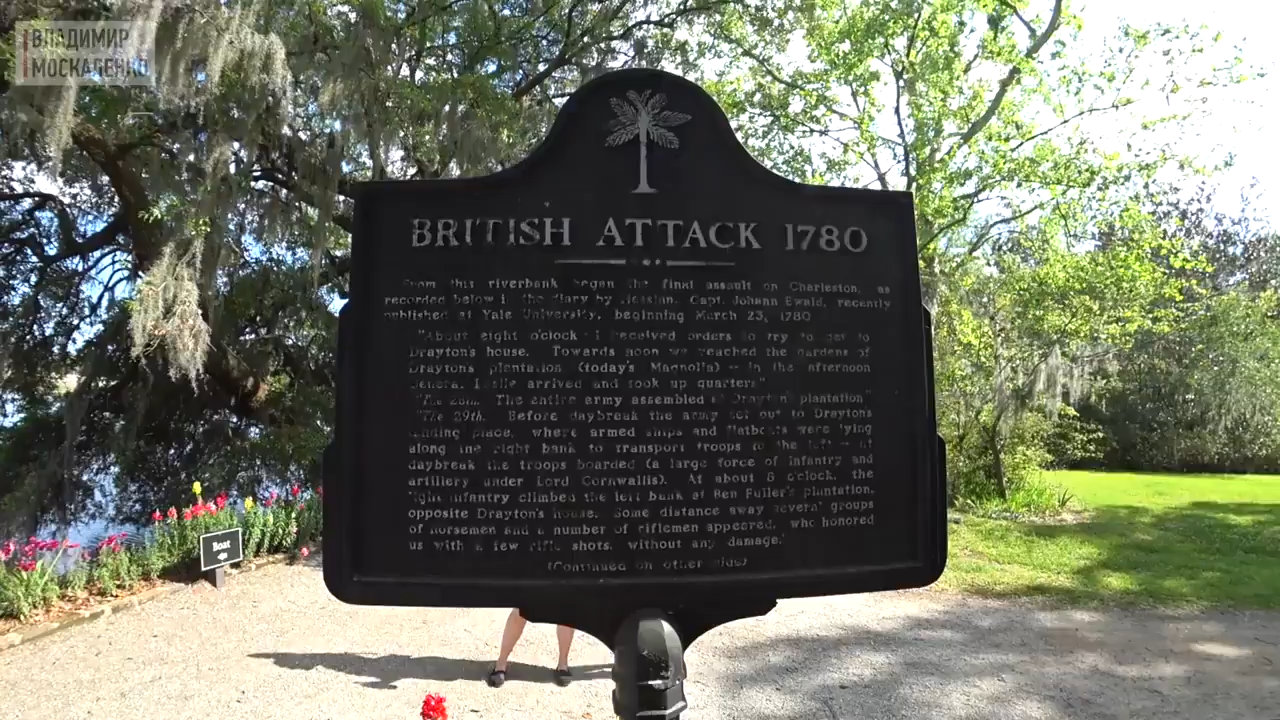 ВЛАДИМИР
МОСКАЛЕНКО
BRITISH ATTACK 1780
From this riverbank began the final assault on Charleston, as
recorded below in the diary by Hessian, Capt. Johann Ewald, recently
published at Yale University, beginning March 23, 1780
"About eight o'clock I received orders to try to get to
Drayton's house. Towards noon we reached the gardens of
Drayton's plantation (today's Magnolia) – in the afternoon
General Leslie arrived and took up quarters"
"The 28th. The entire army assembled at Drayton's plantation"
"The 29th. Before daybreak the army set out to Drayton's
landing place, where armed ships and flatboats were lying
along the right bank to transport troops to the left – at
daybreak the troops boarded (a large force of infantry and
artillery under Lord Cornwallis). At about 8 o'clock, the
light infantry climbed the left bank at Ben Fuller's plantation,
opposite Drayton's house. Some distance away several groups
of horsemen and a number of riflemen appeared, who honored
us with a few rifle shots, without any damage."
(Continued on other side)
Boat